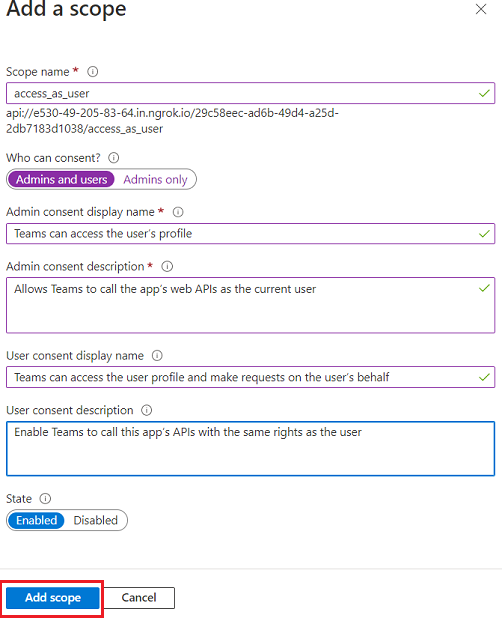 Add a scope
Scope name *
access_as_user
api://e530-49-205-83-64.in.ngrok.io/29c58eec-ad6b-49d4-a25d-
2db7183d1038/access_as_user
Who can consent?
Admins and users Admins only
Admin consent display name *
Teams can access the user's profile
Admin consent description *
Allows Teams to call the app's web APIs as the current user
User consent display name
Teams can access the user profile and make requests on the user's behalf
User consent description
Enable Teams to call this app's APIs with the same rights as the user
State
Enabled Disabled
Add scope Cancel